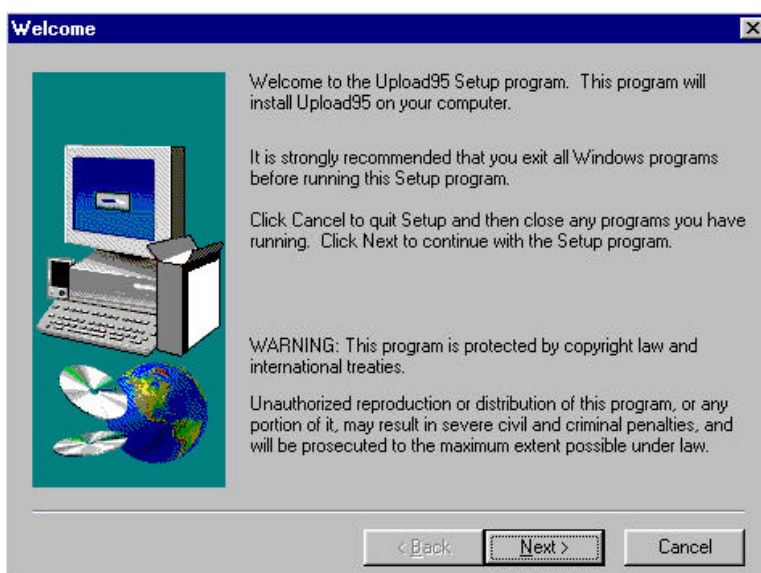 Welcome
Welcome to the Upload95 Setup program. This program will
install Upload95 on your computer.
It is strongly recommended that you exit all Windows programs
before running this Setup program.
Click Cancel to quit Setup and then close any programs you have
running. Click Next to continue with the Setup program.
WARNING: This program is protected by copyright law and
international treaties.
Unauthorized reproduction or distribution of this program, or any
portion of it, may result in severe civil and criminal penalties, and
will be prosecuted to the maximum extent possible under law.
< Back Next > Cancel